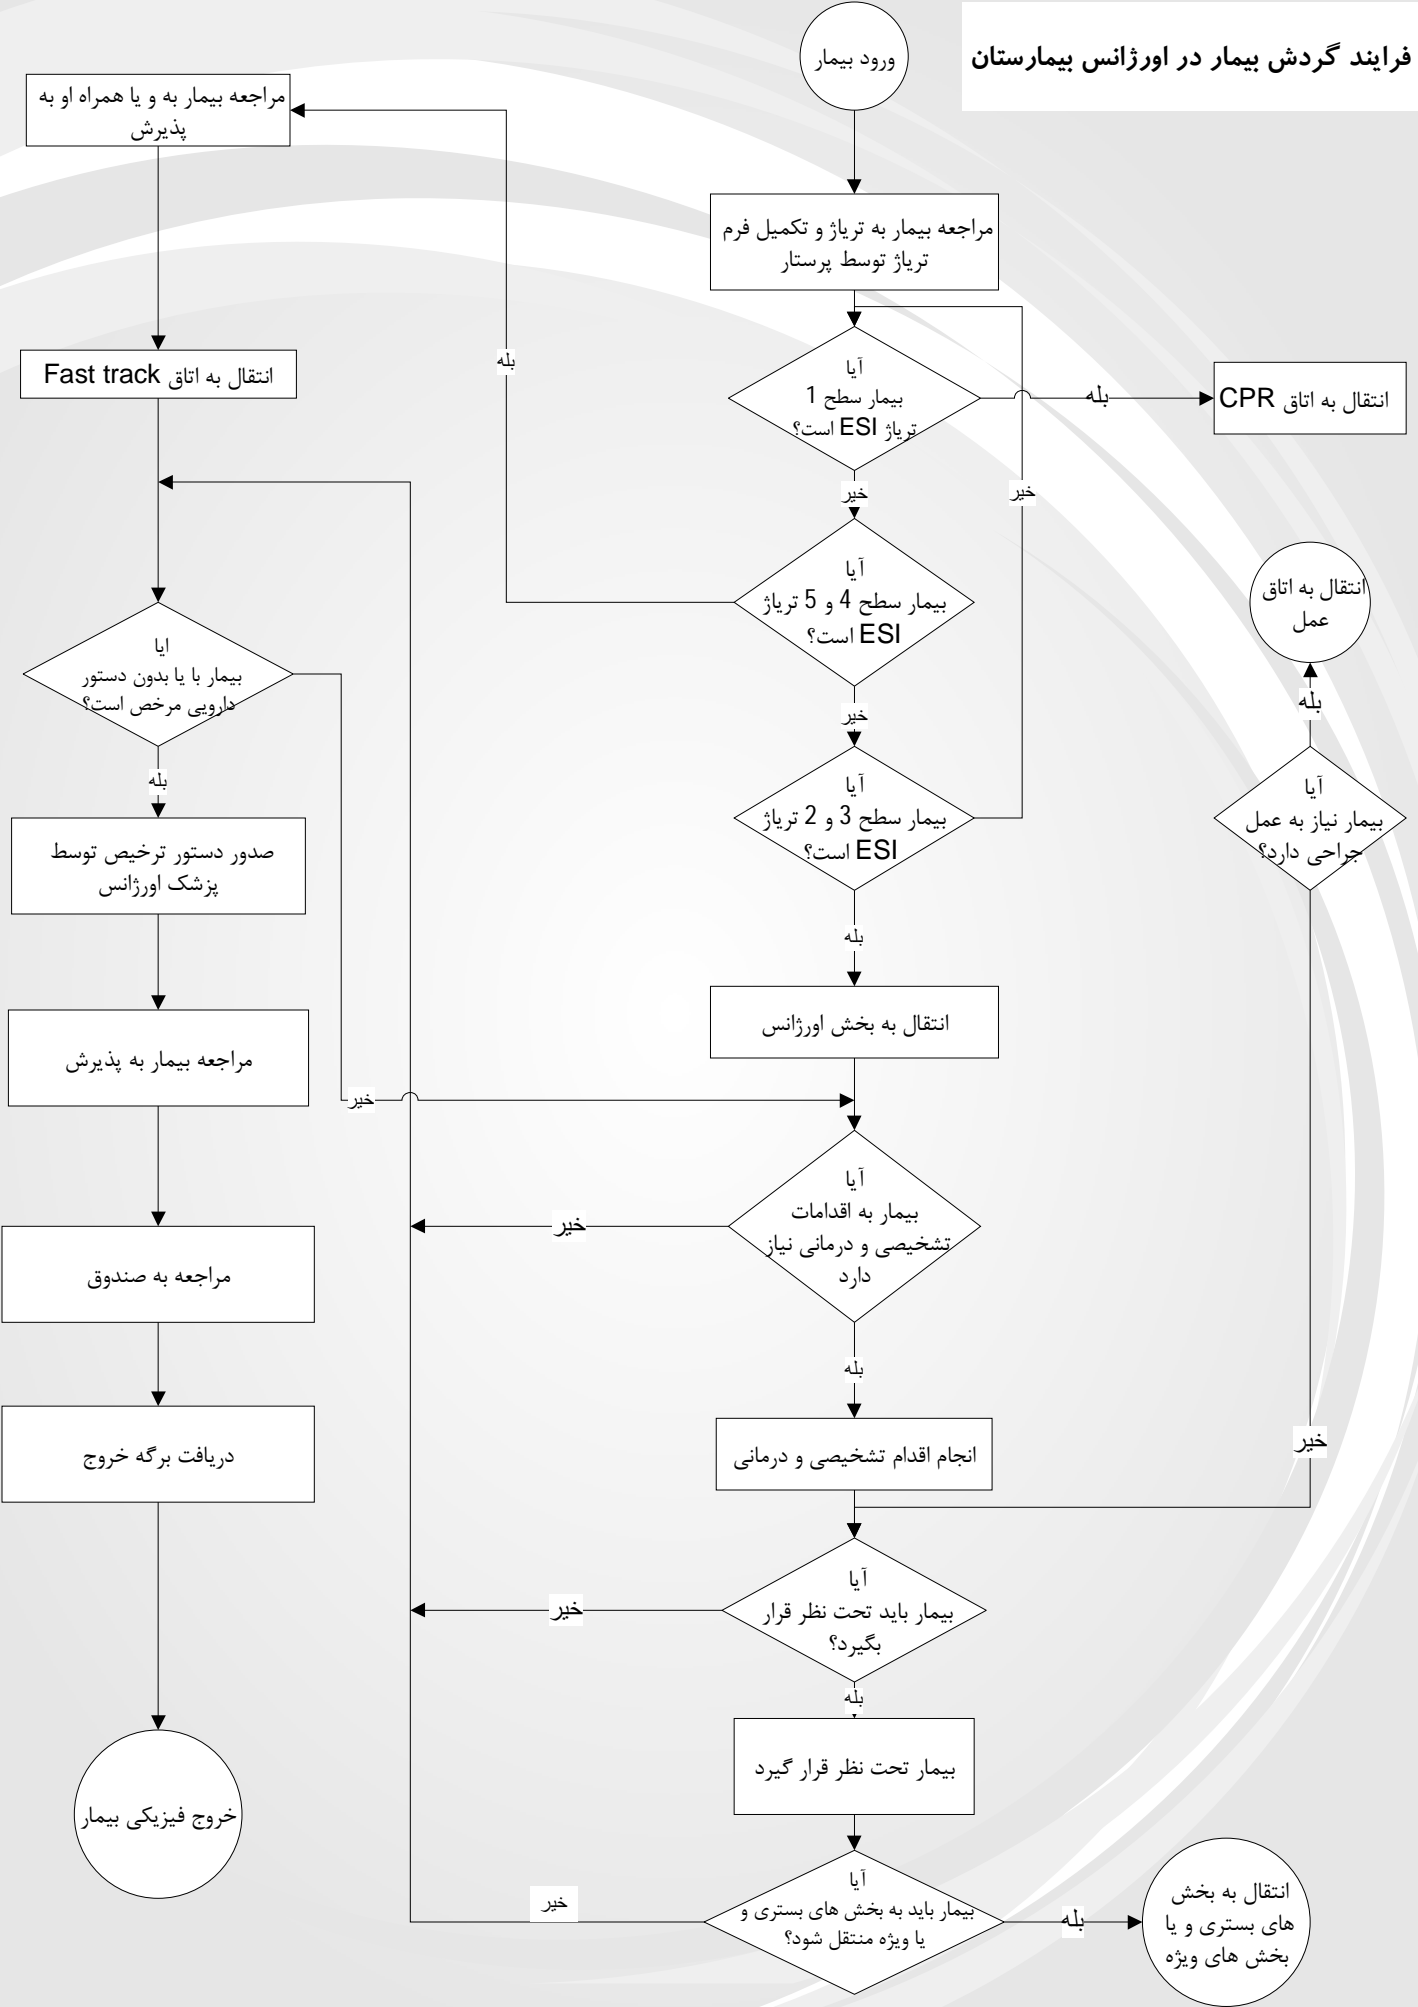 فرایند گردش بیمار در اورژانس بیمارستان
ورود بیمار
مراجعه بیمار به و یا همراه او به
پذیرش
مراجعه بیمار به تریاژ و تکمیل فرم
تریاژ توسط پرستار
بله
انتقال به اتاق Fast track
آیا
بیمار سطح 1
تریاژ ESI است؟
بله
انتقال به اتاق CPR
خیر
خیر
آیا
بیمار سطح 4 و 5 تریاژ
ESI است؟
انتقال به اتاق
عمل
ایا
بیمار با یا بدون دستور
دارویی مرخص است؟
خیر
بله
بله
آیا
بیمار سطح 3 و 2 تریاژ
ESI است؟
آیا
بیمار نیاز به عمل
جراحی دارد؟
صدور دستور ترخیص توسط
پزشک اورژانس
بله
انتقال به بخش اورژانس
مراجعه بیمار به پذیرش
خیر
آیا
بیمار به اقدامات
تشخیصی و درمانی نیاز
دارد
خیر
مراجعه به صندوق
بله
خیر
انجام اقدام تشخیصی و درمانی
دریافت برگه خروج
آیا
بیمار باید تحت نظر قرار
بگیرد؟
خیر
بله
بیمار تحت نظر قرار گیرد
خروج فیزیکی بیمار
آیا
بیمار باید به بخش های بستری و
یا ویژه منتقل شود؟
خیر
بله
انتقال به بخش
های بستری و یا
بخش های ویژه